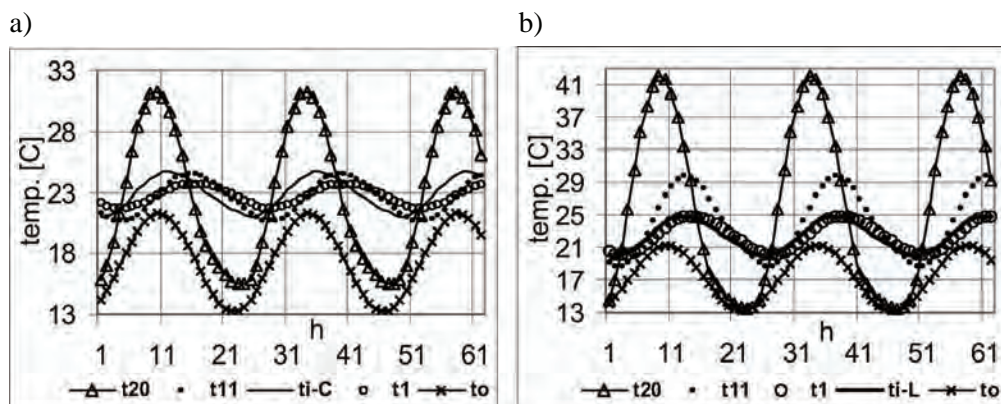 a)
33
28
23
18
13
temp. [C]
1 11 21 31 41 51 61
h
t20 t11 ti-C t1 to
b)
41
37
33
29
25
21
17
13
temp. [C]
1 11 21 31 41 51 61
h
t20 t11 t1 ti-L to